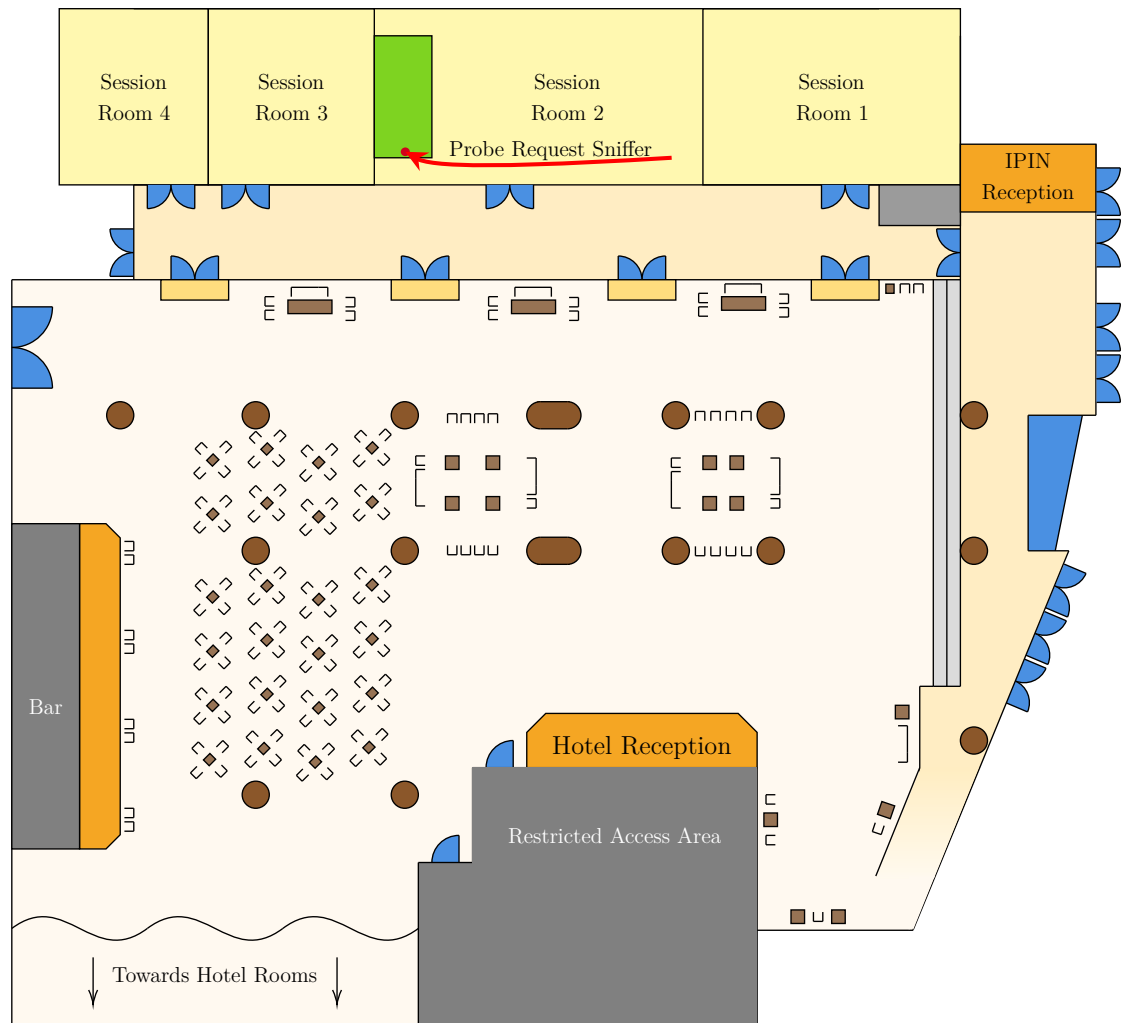 Session
Room 4
Session
Room 3
Session
Room 2
Session
Room 1
Probe Request Sniffer
IPIN
Reception
Bar
Hotel Reception
Restricted Access Area
Towards Hotel Rooms